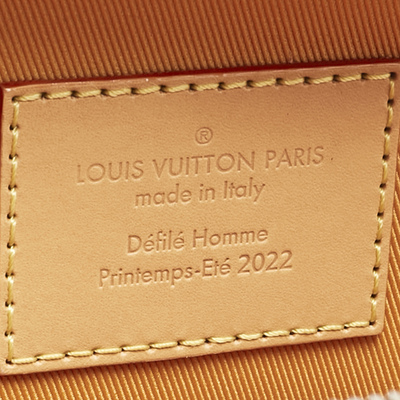 ®
LOUIS VUITTON PARIS
made in Italy
Défilé Homme
Printemps-Eté 2022